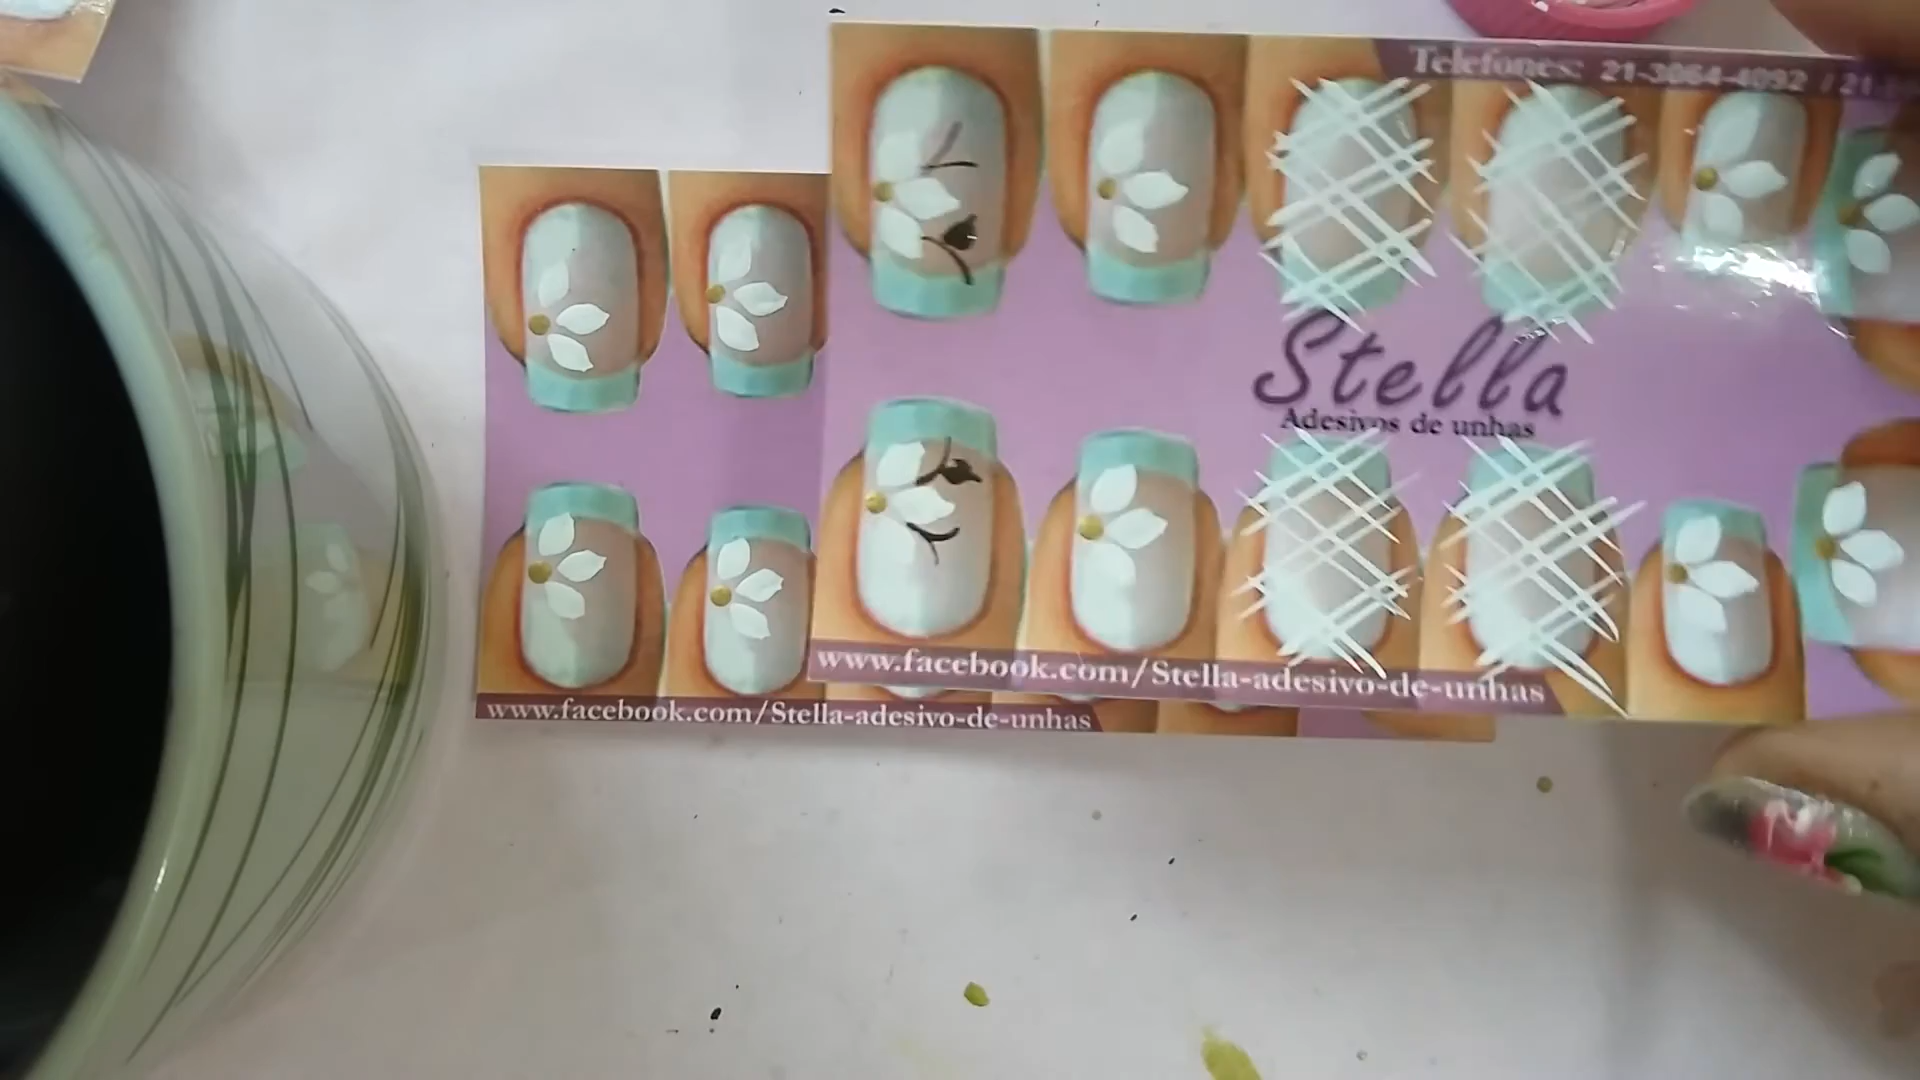 Telefones: 21-3064-4092 / 21-
Stella
Adesivos de unhas
www.facebook.com/Stella-adesivo-de-unhas
www.facebook.com/Stella-adesivo-de-unhas